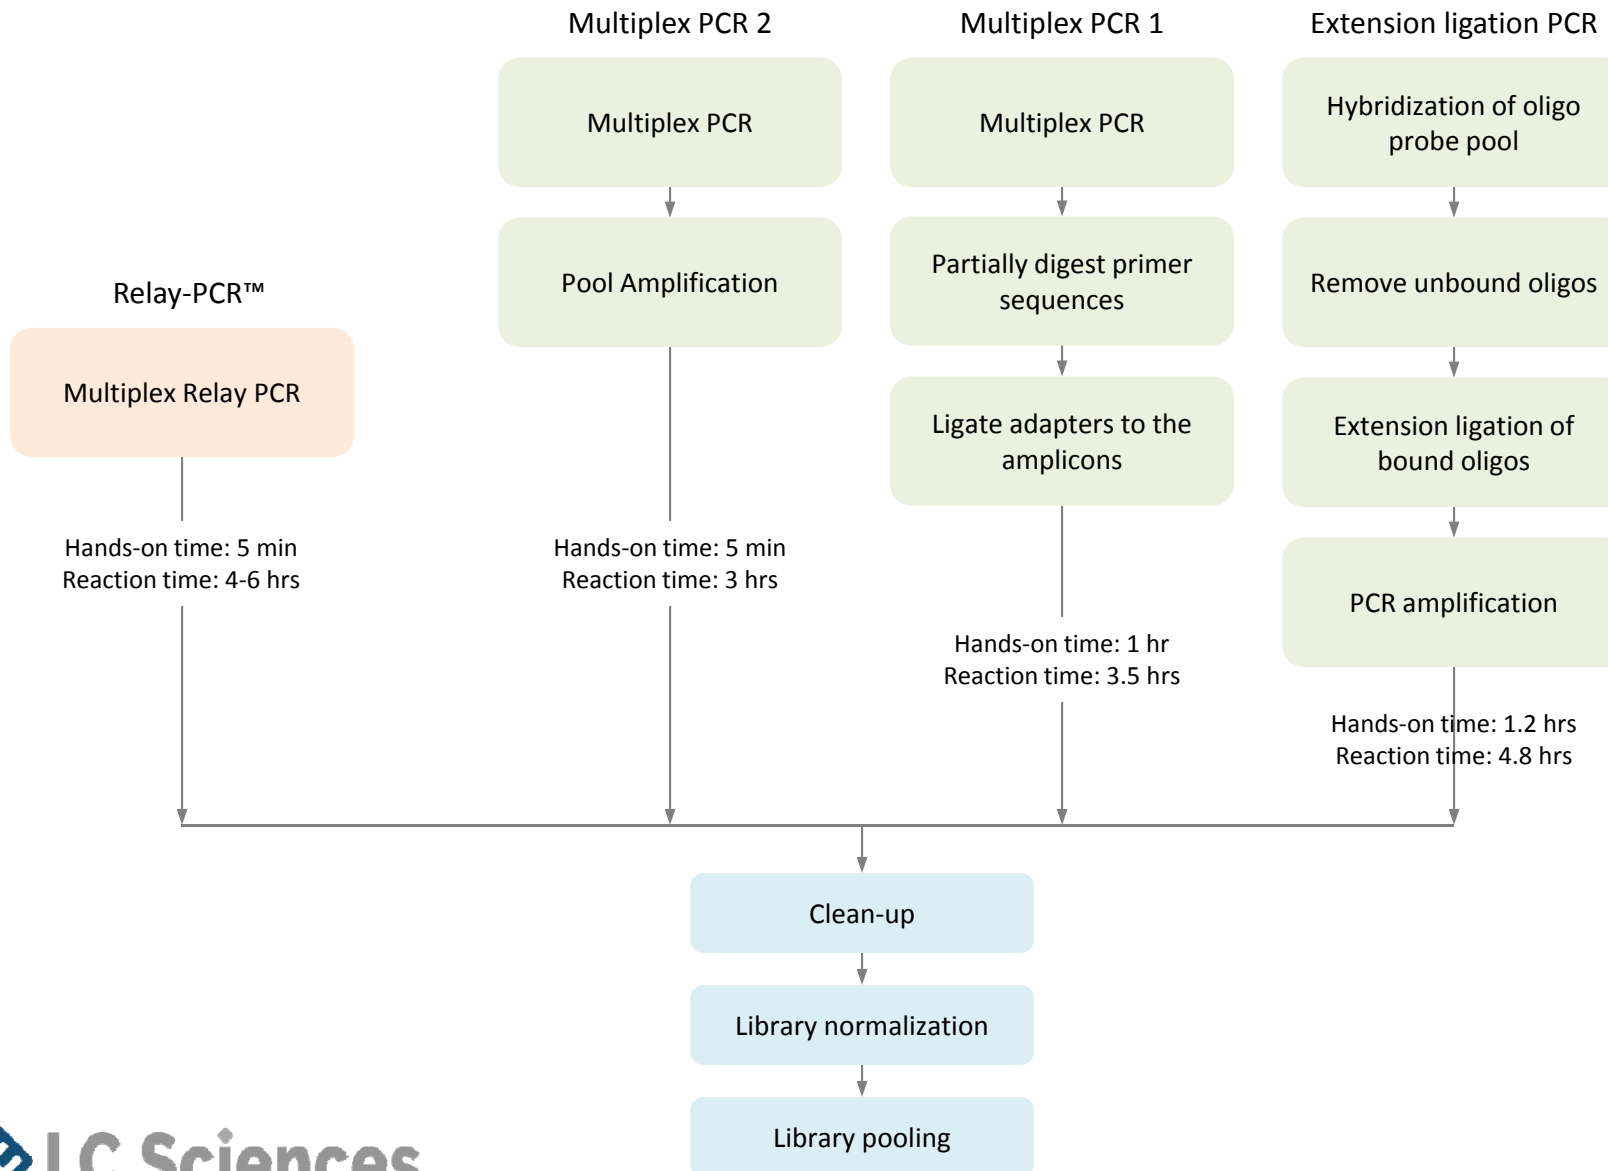 Multiplex PCR 2
Multiplex PCR 1
Extension ligation PCR
Multiplex PCR
Multiplex PCR
Hybridization of oligo
probe pool
Relay-PCR™
Pool Amplification
Partially digest primer
sequences
Remove unbound oligos
Multiplex Relay PCR
Ligate adapters to the
amplicons
Extension ligation of
bound oligos
Hands-on time: 5 min
Reaction time: 4-6 hrs
Hands-on time: 5 min
Reaction time: 3 hrs
PCR amplification
Hands-on time: 1 hr
Reaction time: 3.5 hrs
Hands-on time: 1.2 hrs
Reaction time: 4.8 hrs
Clean-up
Library normalization
Library pooling
LC Sciences